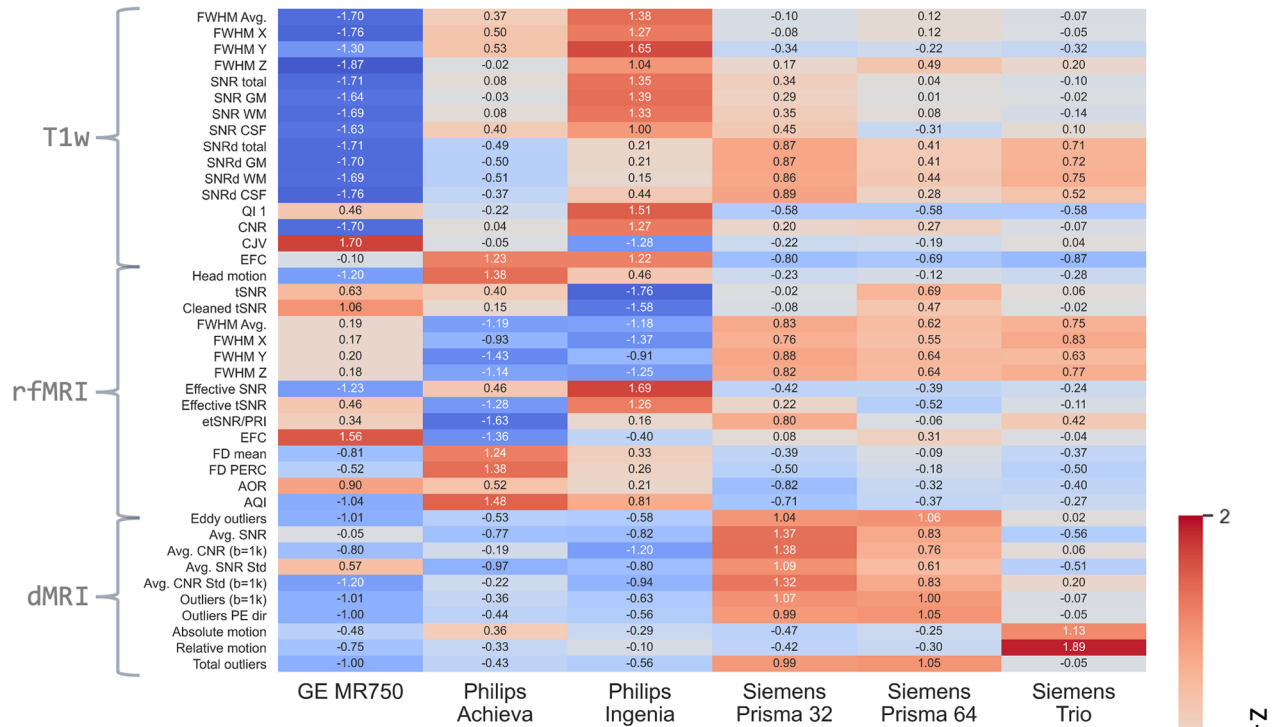 FWHM Avg. -1.70 0.37 1.38 -0.10 0.12 -0.07
FWHM X -1.76 0.50 1.27 -0.08 0.12 -0.05
FWHM Y -1.30 0.53 1.65 -0.34 -0.22 -0.32
FWHM Z -1.87 -0.02 1.04 0.17 0.49 0.20
SNR total -1.71 0.08 1.35 0.34 0.04 -0.10
SNR GM -1.64 -0.03 1.39 0.29 0.01 -0.02
SNR WM -1.69 0.08 1.33 0.35 0.08 -0.14
SNR CSF -1.63 0.40 1.00 0.45 -0.31 0.10
T1w
SNRd total -1.71 -0.49 0.21 0.87 0.41 0.71
SNRd GM -1.70 -0.50 0.21 0.87 0.41 0.72
SNRd WM -1.69 -0.51 0.15 0.86 0.44 0.75
SNRd CSF -1.76 -0.37 0.44 0.89 0.28 0.52
QI 1 0.46 -0.22 1.51 -0.58 -0.58 -0.58
CNR -1.70 0.04 1.27 0.20 0.27 -0.07
CJV 1.70 -0.05 -1.28 -0.22 -0.19 0.04
EFC -0.10 1.23 1.22 -0.80 -0.69 -0.87
Head motion -1.20 1.38 0.46 -0.23 -0.12 -0.28
tSNR 0.63 0.40 -1.76 -0.02 0.69 0.06
Cleaned tSNR 1.06 0.15 -1.58 -0.08 0.47 -0.02
FWHM Avg. 0.19 -1.19 -1.18 0.83 0.62 0.75
FWHM X 0.17 -0.93 -1.37 0.76 0.55 0.83
FWHM Y 0.20 -1.43 -0.91 0.88 0.64 0.63
FWHM Z 0.18 -1.14 -1.25 0.82 0.64 0.77
rfMRI
Effective SNR -1.23 0.46 1.69 -0.42 -0.39 -0.24
Effective tSNR 0.46 -1.28 1.26 0.22 -0.52 -0.11
etSNR/PRI 0.34 -1.63 0.16 0.80 -0.06 0.42
EFC 1.56 -1.36 -0.40 0.08 0.31 -0.04
FD mean -0.81 1.24 0.33 -0.39 -0.09 -0.37
FD PERC -0.52 1.38 0.26 -0.50 -0.18 -0.50
AOR 0.90 0.52 0.21 -0.82 -0.32 -0.40
AQI -1.04 1.48 0.81 -0.71 -0.37 -0.27
Eddy outliers -1.01 -0.53 -0.58 1.04 1.06 0.02
Avg. SNR -0.05 -0.77 -0.82 1.37 0.83 -0.56
Avg. CNR (b=1k) -0.80 -0.19 -1.20 1.38 0.76 0.06
Avg. SNR Std 0.57 -0.97 -0.80 1.09 0.61 -0.51
Avg. CNR Std (b=1k) -1.20 -0.22 -0.94 1.32 0.83 0.20
dMRI
Outliers (b=1k) -1.01 -0.36 -0.63 1.07 1.00 -0.07
Outliers PE dir -1.00 -0.44 -0.56 0.99 1.05 -0.05
Absolute motion -0.48 0.36 -0.29 -0.47 -0.25 1.13
Relative motion -0.75 -0.33 -0.10 -0.42 -0.30 1.89
Total outliers -1.00 -0.43 -0.56 0.99 1.05 -0.05
GE MR750 Philips Philips Siemens Siemens Siemens
Achieva Ingenia Prisma 32 Prisma 64 Trio
2
Z